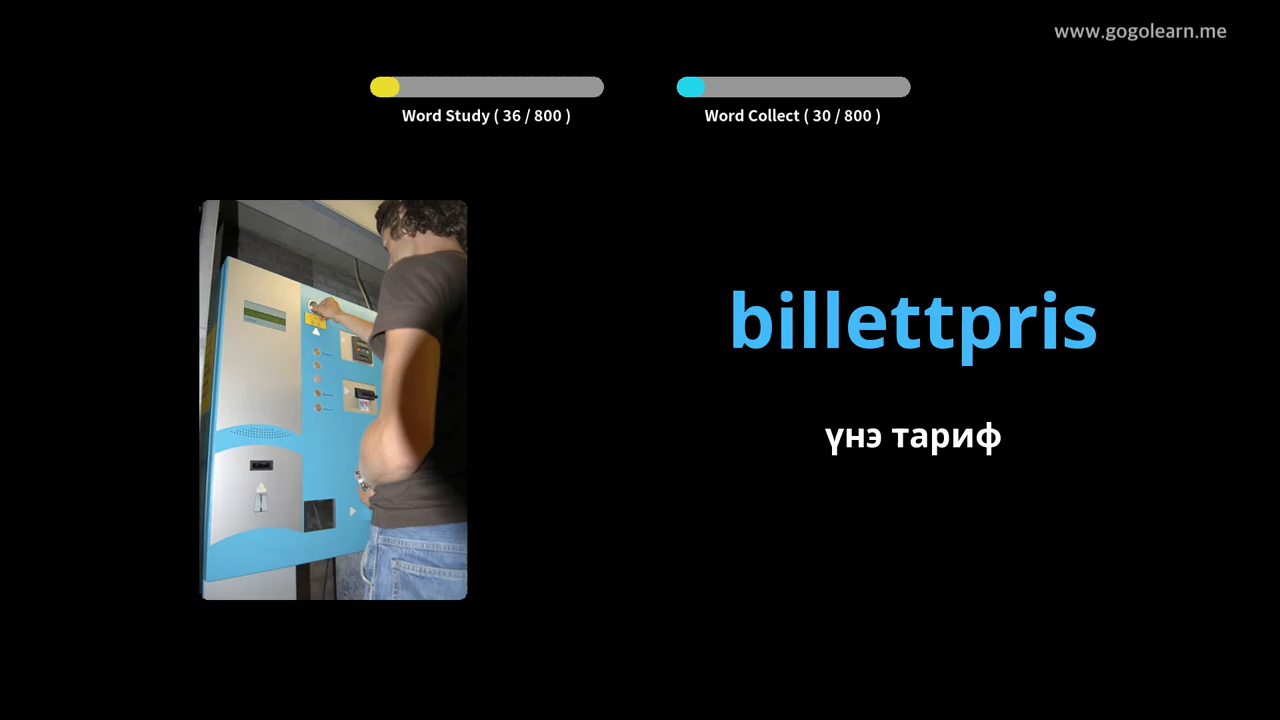 www.gogolearn.me
Word Study ( 36 / 800 )
Word Collect ( 30 / 800 )
billettpris
үнэ тариф